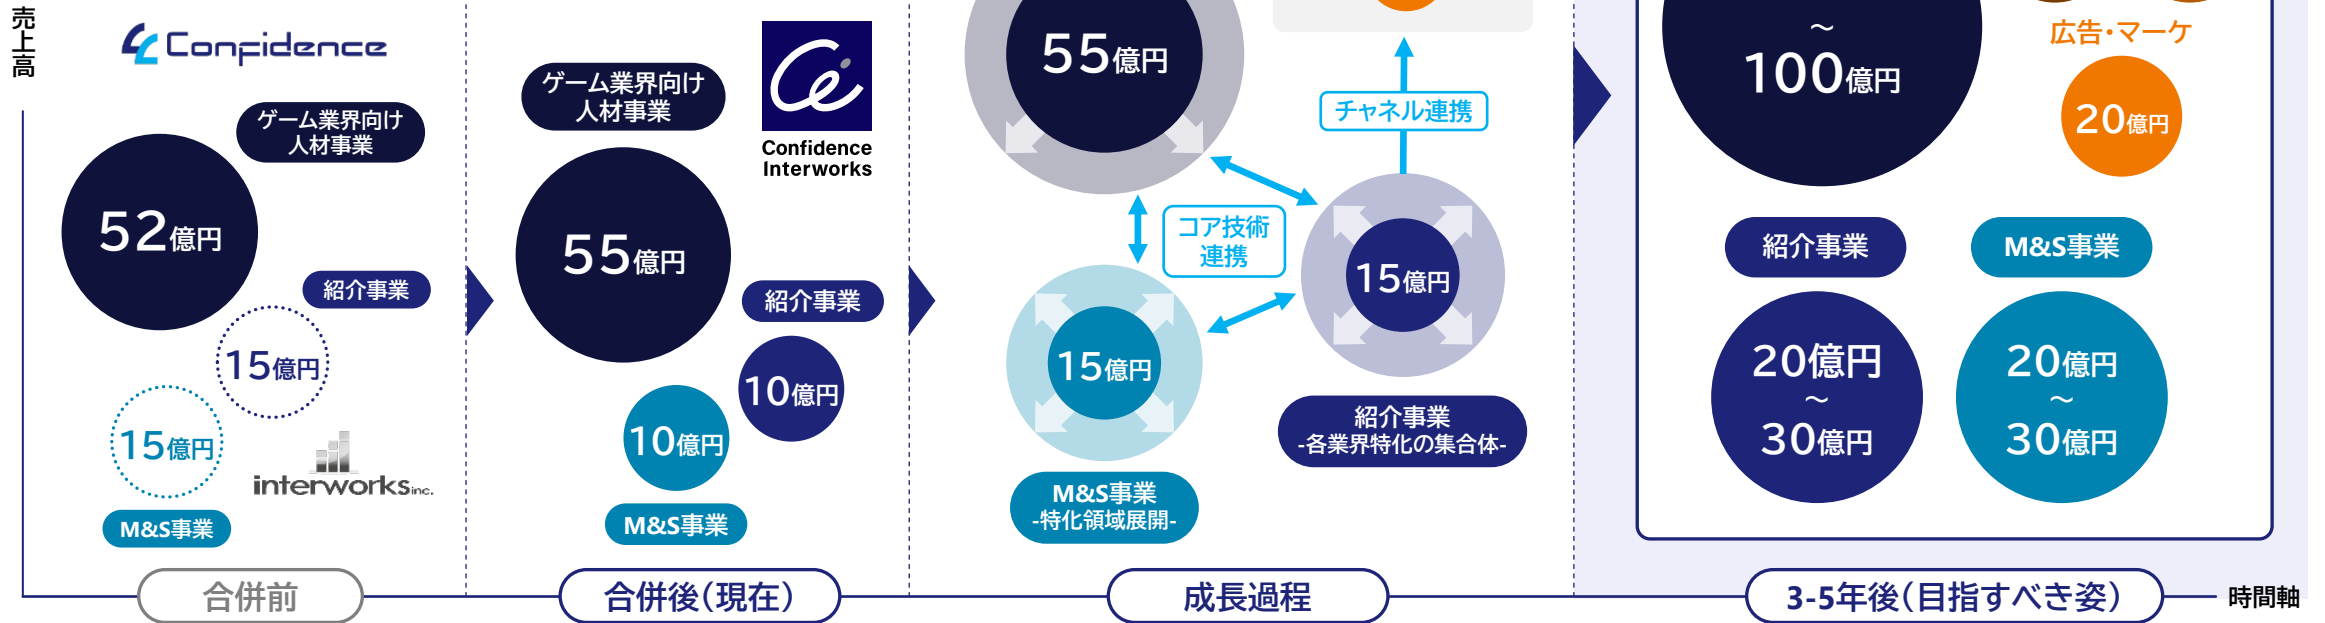 売上高
Confidence
ゲーム業界向け
人材事業
52億円
紹介事業
15億円
15億円
interworks inc.
M&S事業
合併前
ゲーム業界向け
人材事業
Ci
Confidence
Interworks
55億円
紹介事業
10億円
10億円
M&S事業
合併後（現在）
55億円
チャネル連携
コア技術
連携
15億円
15億円
紹介事業
-各業界特化の集合体-
M&S事業
-特化領域展開-
成長過程
～
100億円
広告・マーケ
20億円
紹介事業
M&S事業
20億円
～
30億円
20億円
～
30億円
3-5年後（目指すべき姿）
時間軸